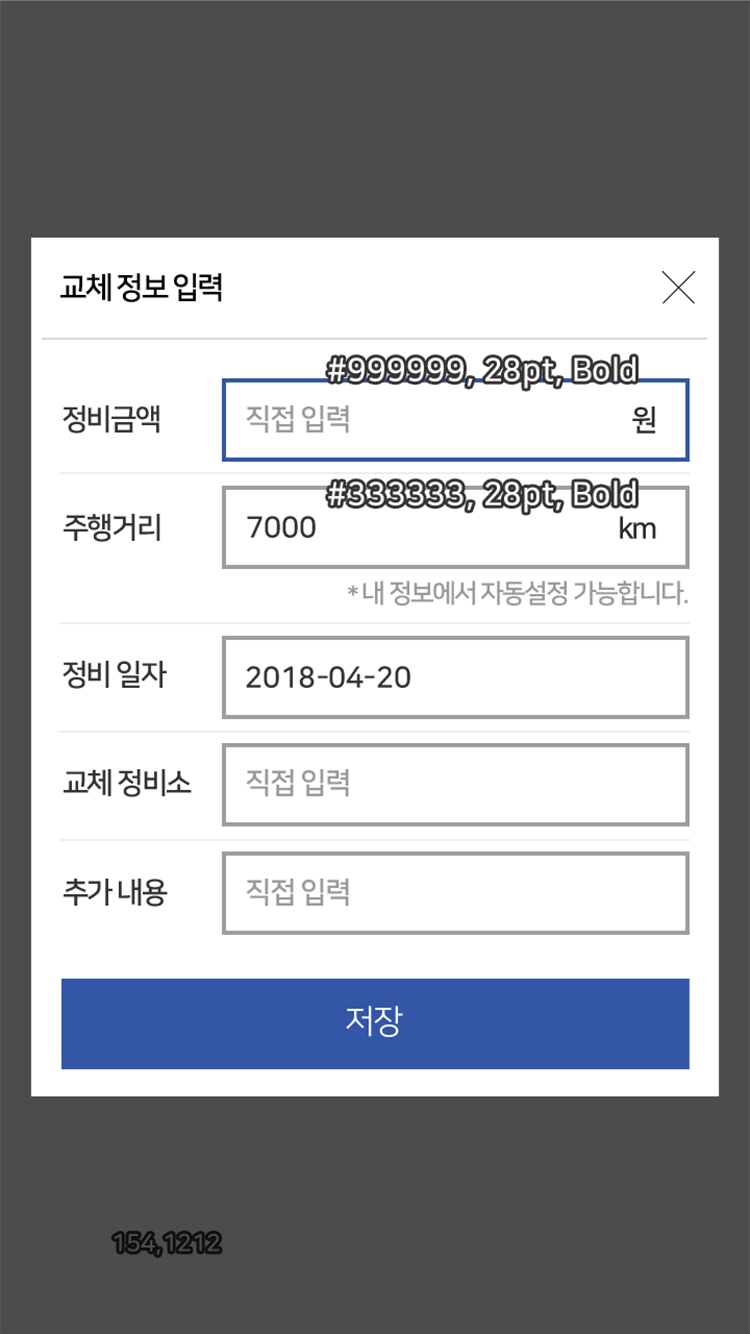 교체 정보 입력
#999999, 28pt, Bold
정비금액 직접 입력 원
#333333, 28pt, Bold
주행거리 7000 km
* 내 정보에서 자동설정 가능합니다.
정비 일자 2018-04-20
교체 정비소 직접 입력
추가 내용 직접 입력
저장
154,1212